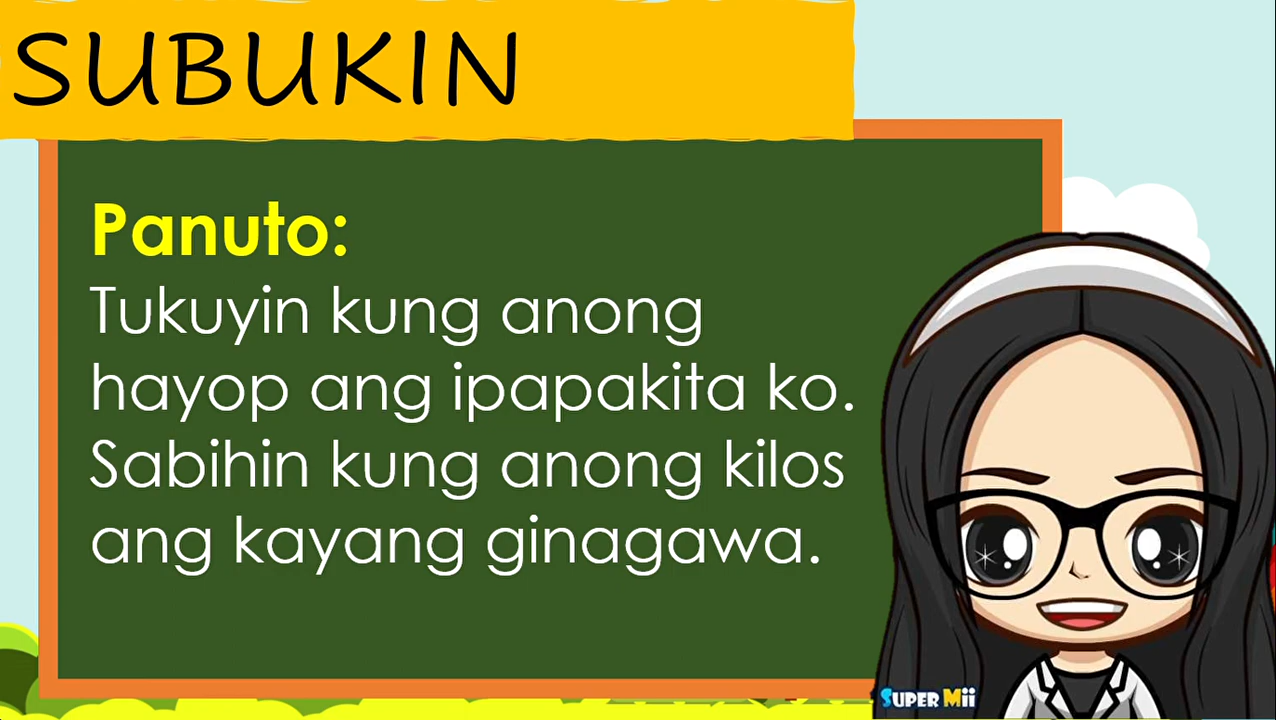 SUBUKIN
Panuto:
Tukuyin kung anong
hayop ang ipapakita ko.
Sabihin kung anong kilos
ang kayang ginagawa.
SUPER Mii